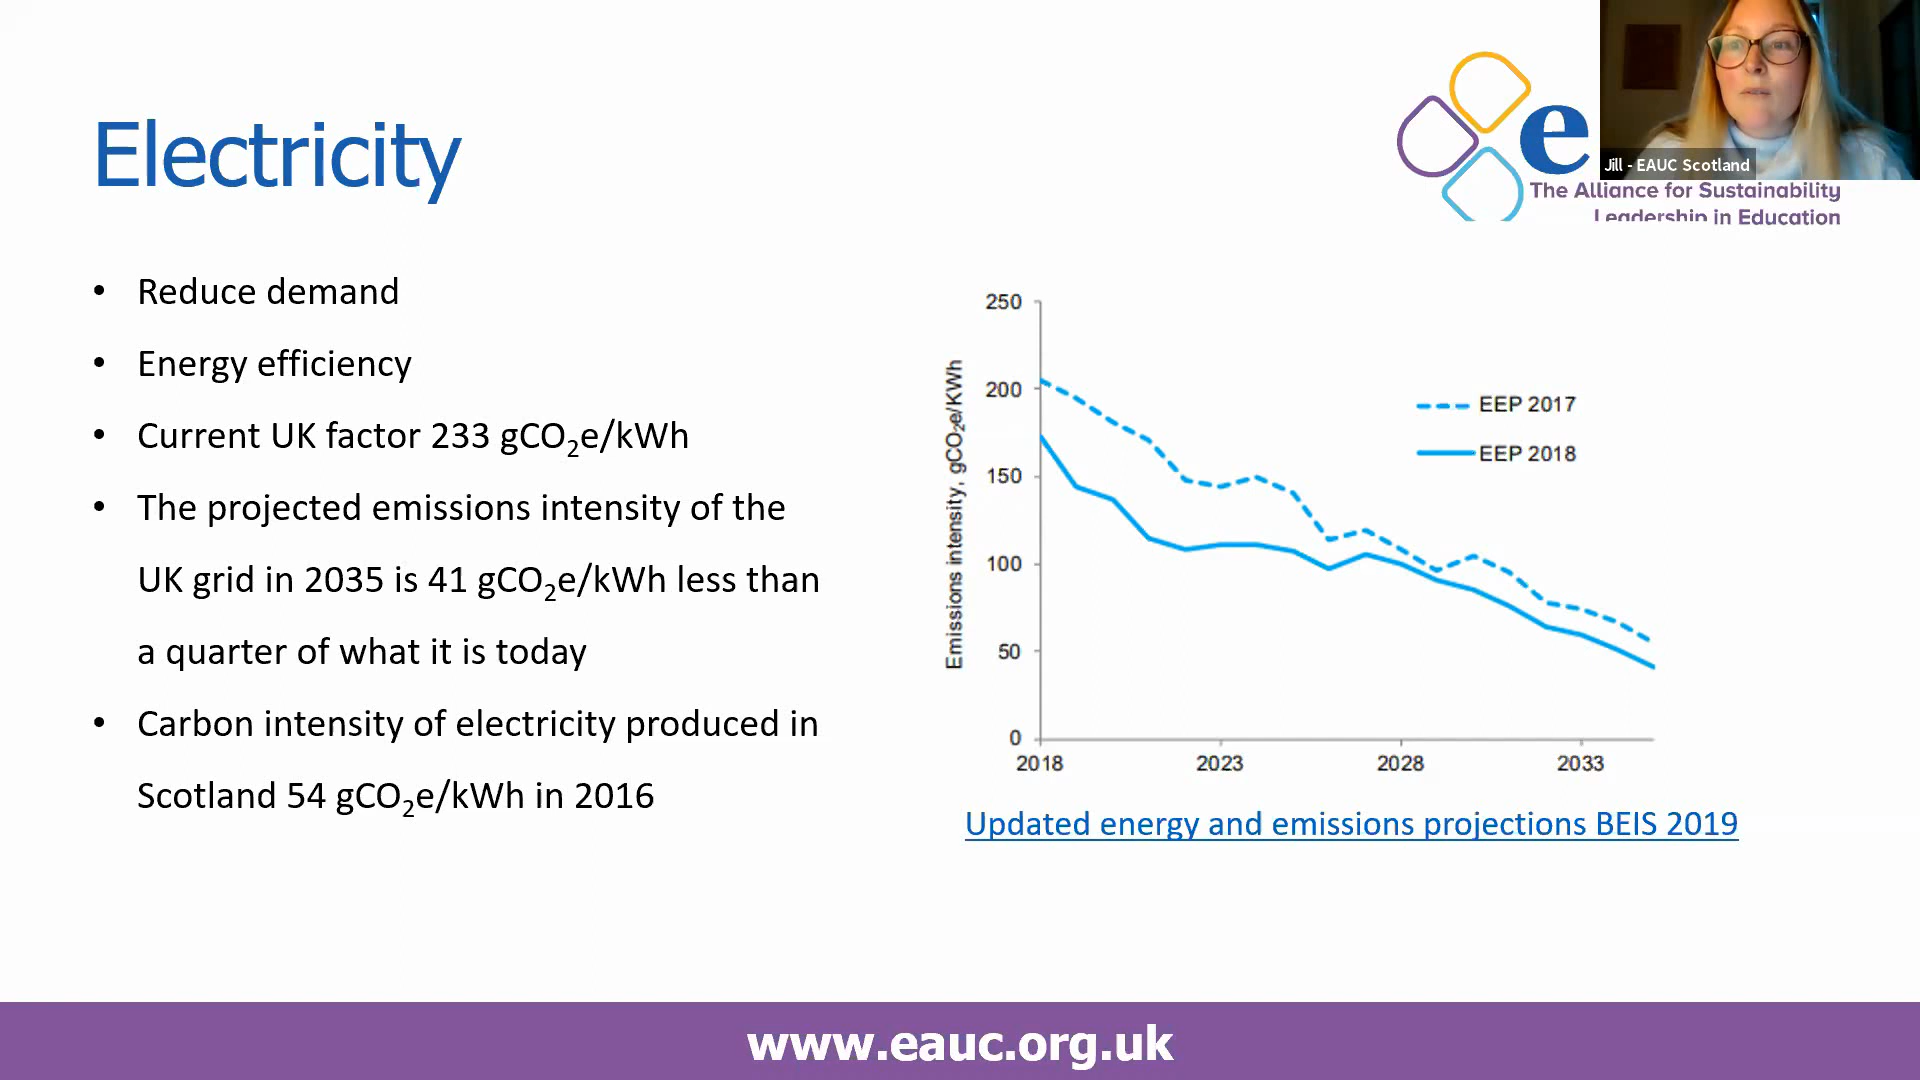 Electricity
e
Jill - EAUC Scotland
The Alliance for Sustainability
Leadership in Education
• Reduce demand
• Energy efficiency
• Current UK factor 233 gCO₂e/kWh
• The projected emissions intensity of the
UK grid in 2035 is 41 gCO₂e/kWh less than
a quarter of what it is today
• Carbon intensity of electricity produced in
Scotland 54 gCO₂e/kWh in 2016
Emissions intensity, gCO₂e/KWh
250
200
150
100
50
0
2018 2023 2028 2033
EEP 2017
EEP 2018
Updated energy and emissions projections BEIS 2019
www.eauc.org.uk